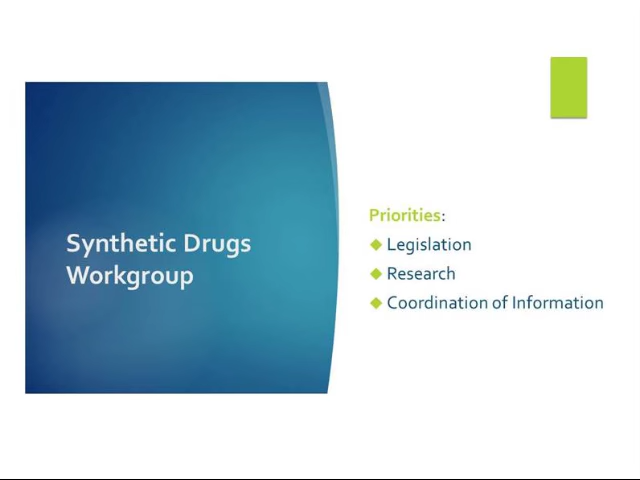 Synthetic Drugs
Workgroup
Priorities:
Legislation
Research
Coordination of Information